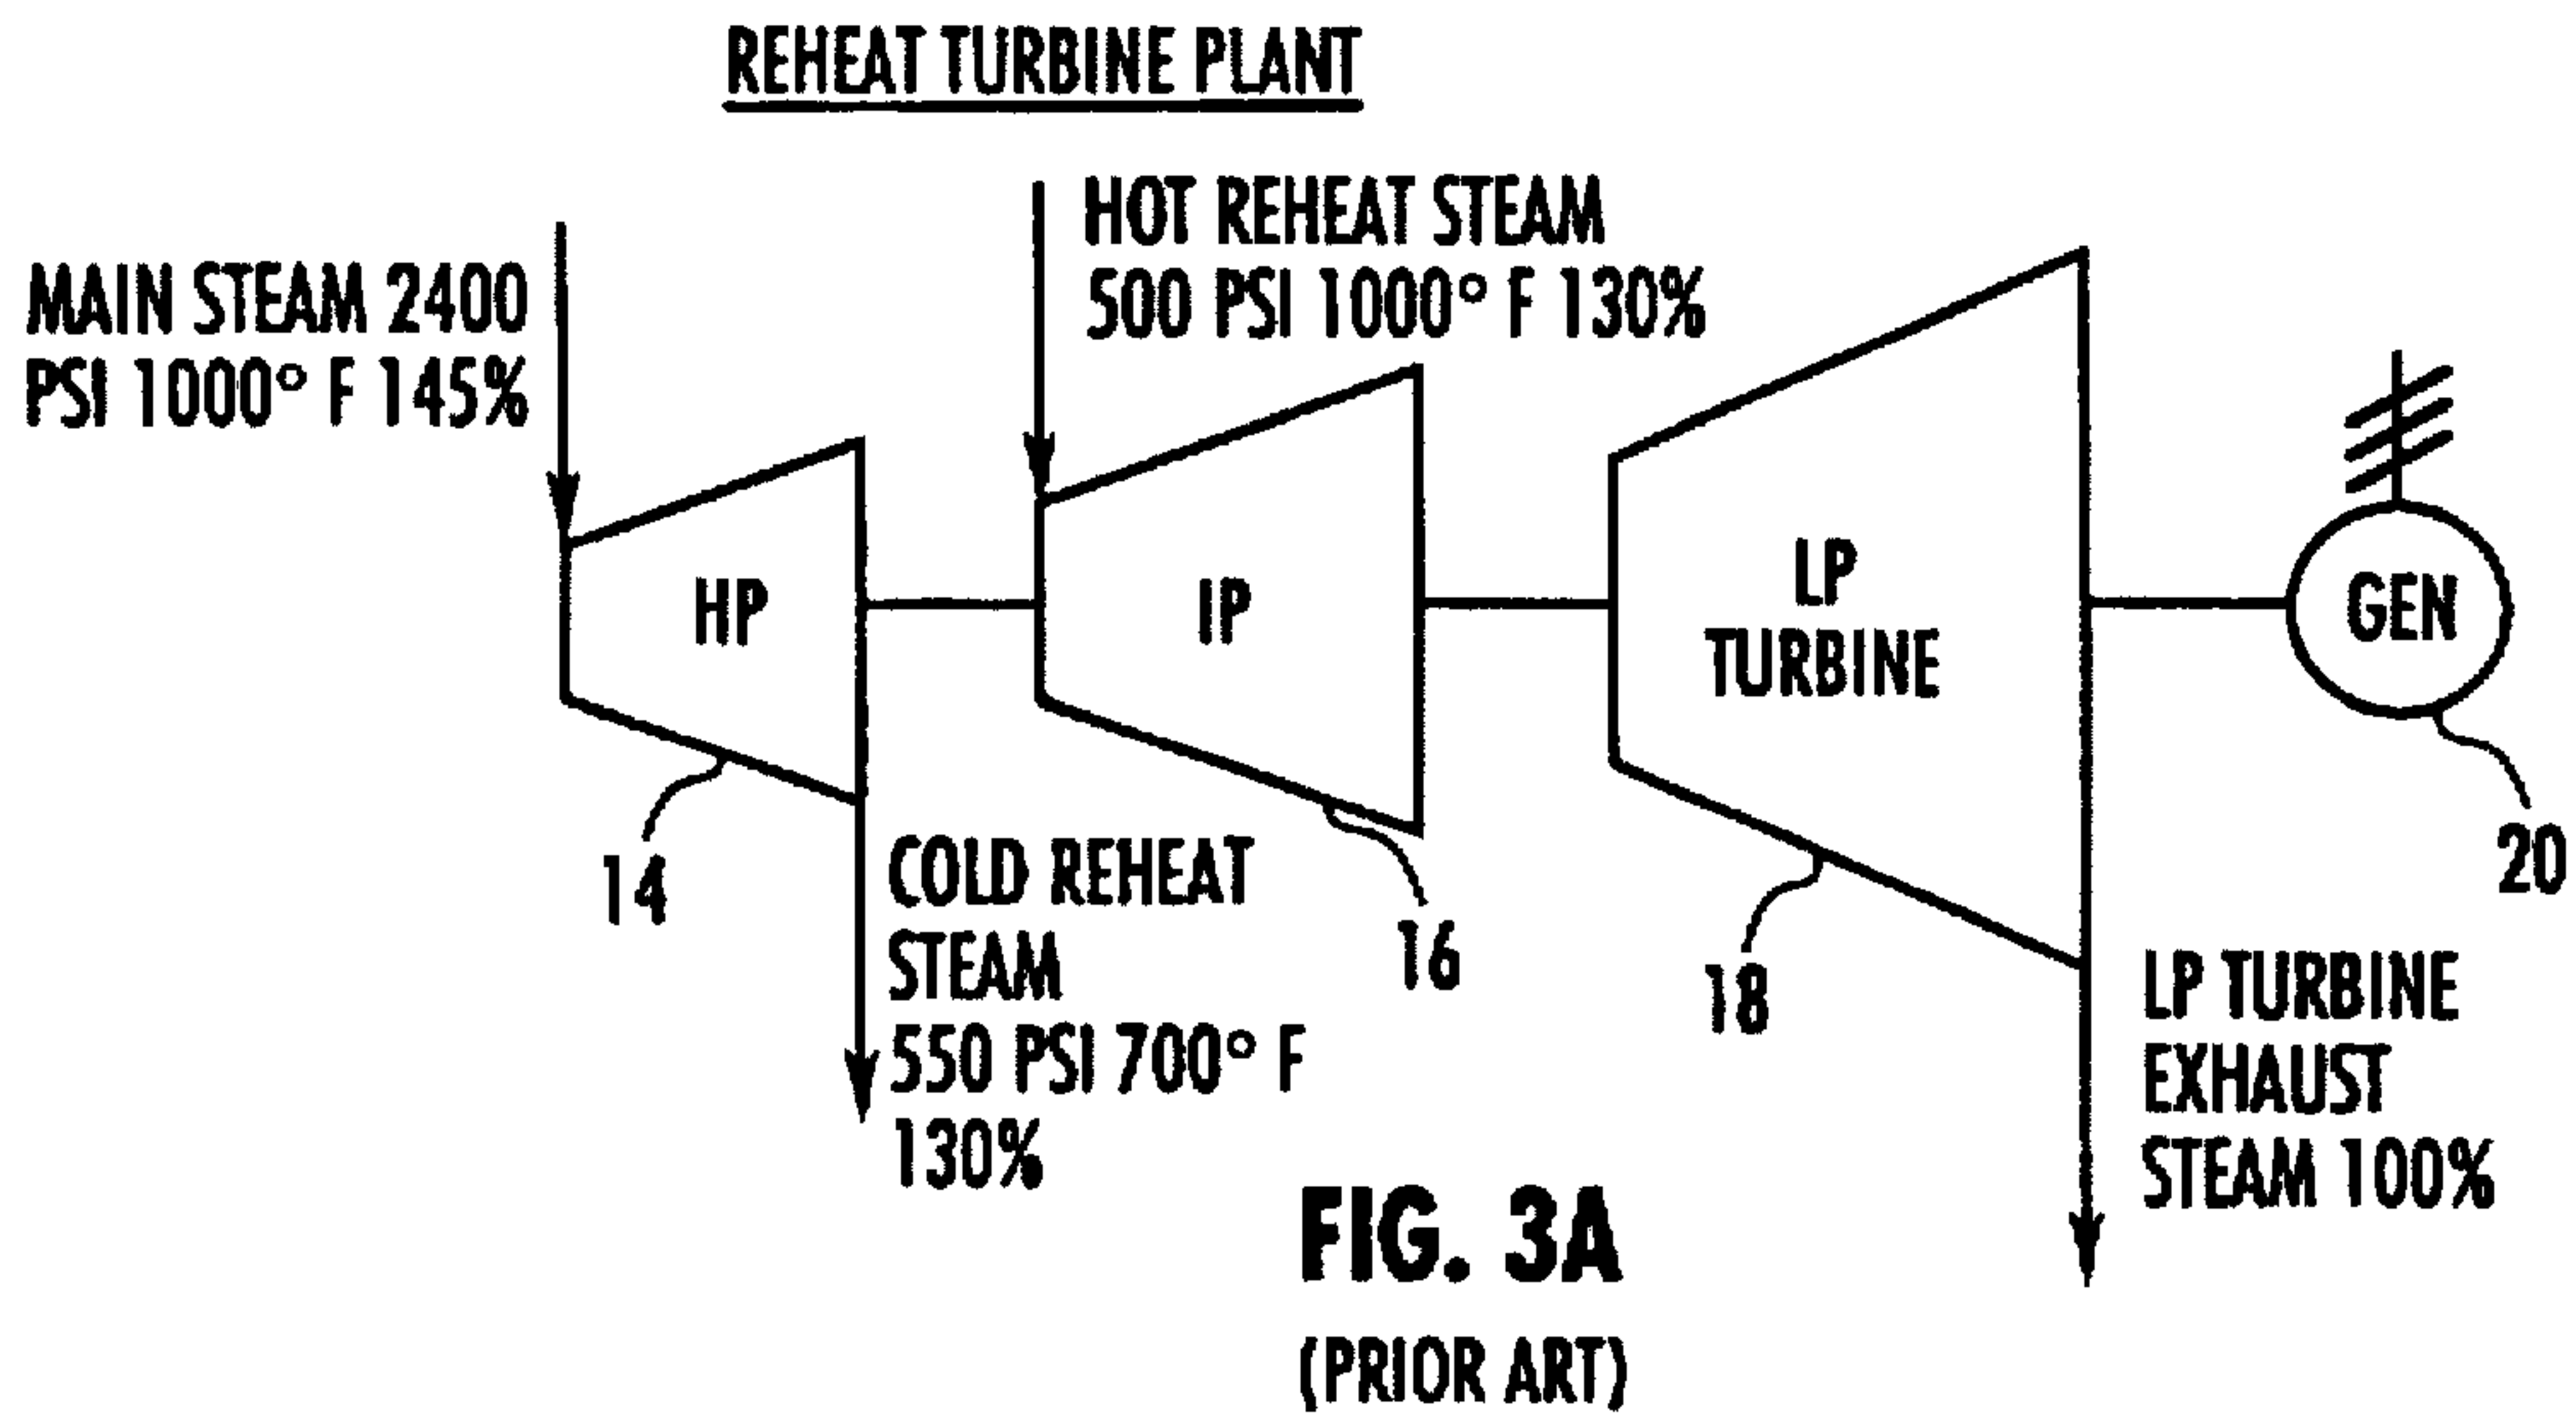 REHEAT TURBINE PLANT
MAIN STEAM 2400
PSI 1000° F 145%
HOT REHEAT STEAM
500 PSI 1000° F 130%
HP
IP
LP
TURBINE
GEN
14
16
18
20
COLD REHEAT
STEAM
550 PSI 700° F
130%
LP TURBINE
EXHAUST
STEAM 100%
FIG. 3A
(PRIOR ART)